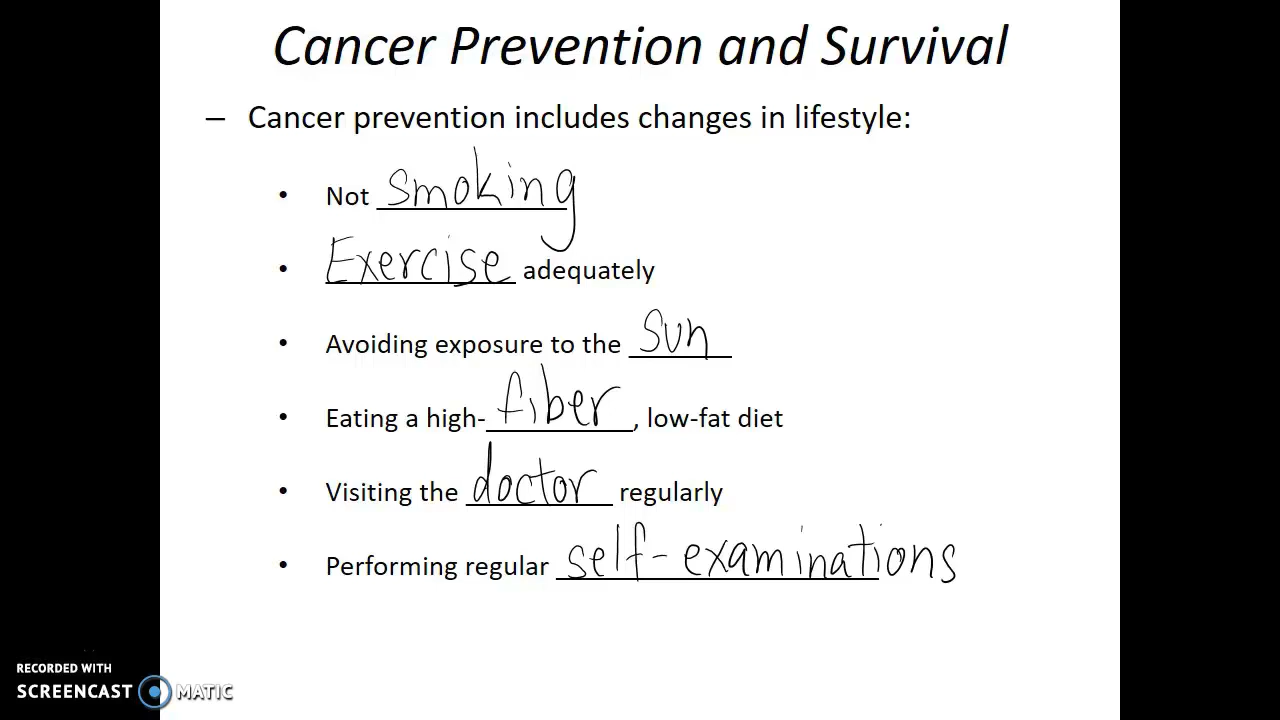 Cancer Prevention and Survival
– Cancer prevention includes changes in lifestyle:
• Not smoking
• Exercise adequately
• Avoiding exposure to the sun
• Eating a high-fiber, low-fat diet
• Visiting the doctor regularly
• Performing regular self-examinations
RECORDED WITH
SCREENCAST MATIC